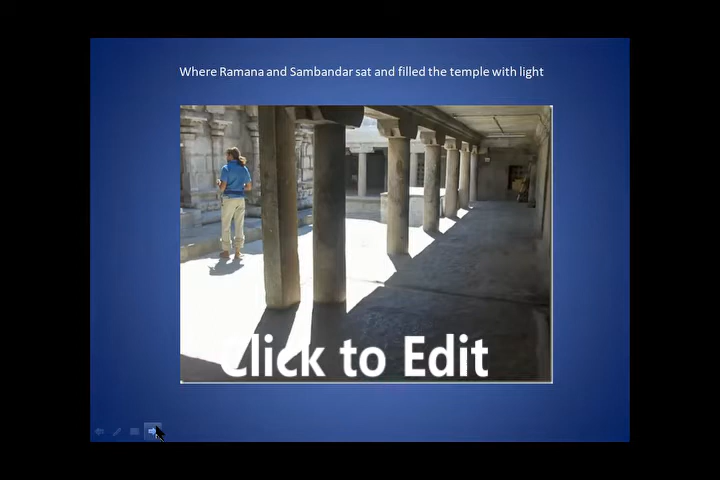 Where Ramana and Sambandar sat and filled the temple with light
Click to Edit